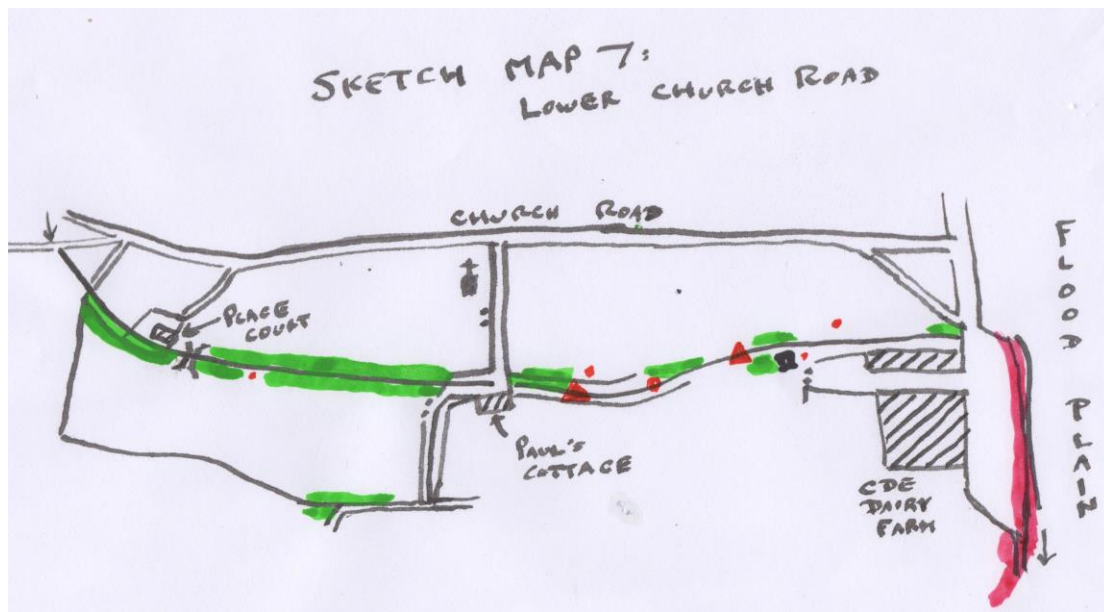 SKETCH MAP 7:
LOWER CHURCH ROAD
CHURCH ROAD
PLACE
COURT
PAUL'S
COTTAGE
CDE
DAIRY
FARM
FLOOD PLAIN